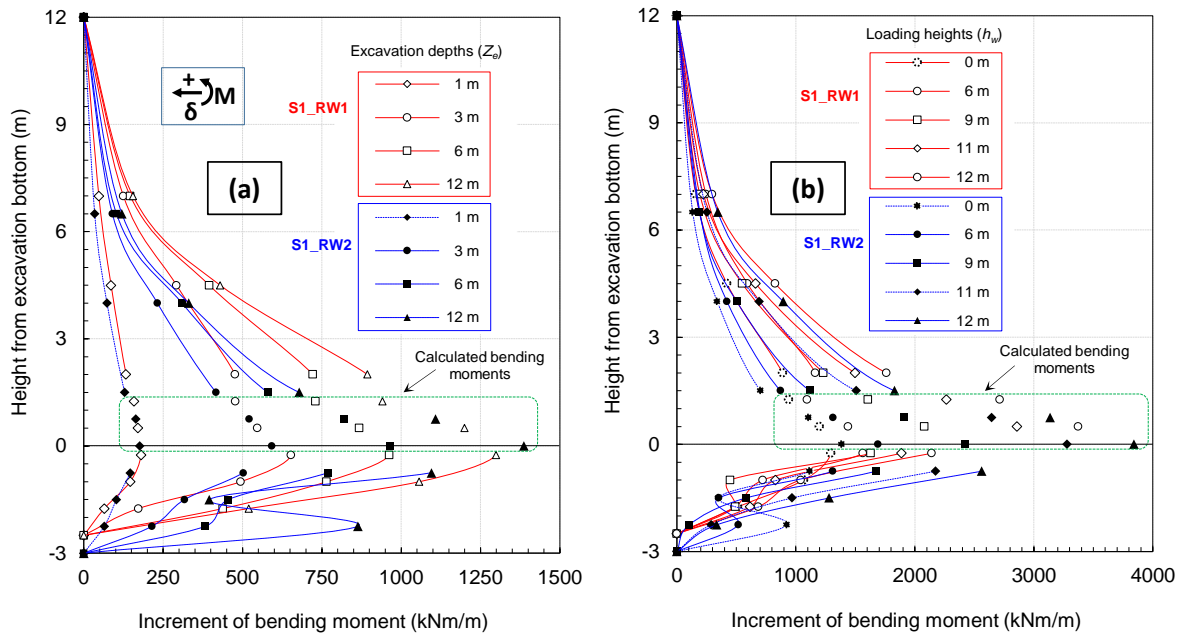 12
9
6
3
0
-3
Height from excavation bottom (m)
0
250
500
750
1000
1250
1500
Increment of bending moment (kNm/m)
+
δ
M
(a)
Excavation depths (Ze)
S1_RW1
1 m
3 m
6 m
12 m
S1_RW2
1 m
3 m
6 m
12 m
Calculated bending
moments
12
9
6
3
0
-3
Height from excavation bottom (m)
0
1000
2000
3000
4000
Increment of bending moment (kNm/m)
(b)
Loading heights (hw)
S1_RW1
0 m
6 m
9 m
11 m
12 m
S1_RW2
0 m
6 m
9 m
11 m
12 m
Calculated bending
moments